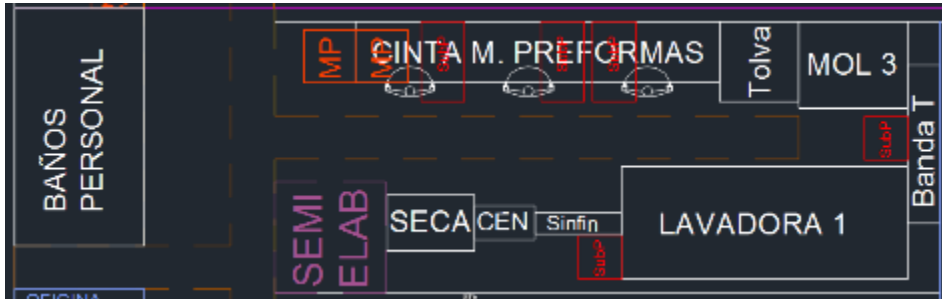 BAÑOS
PERSONAL
MP
MP
CINTA M. PREFORMAS
SubP
SubP
SubP
Tolva
MOL 3
SubP
Banda T
SEMI
ELAB
SECA
CEN
Sinfin
SubP
LAVADORA 1
OFICINA